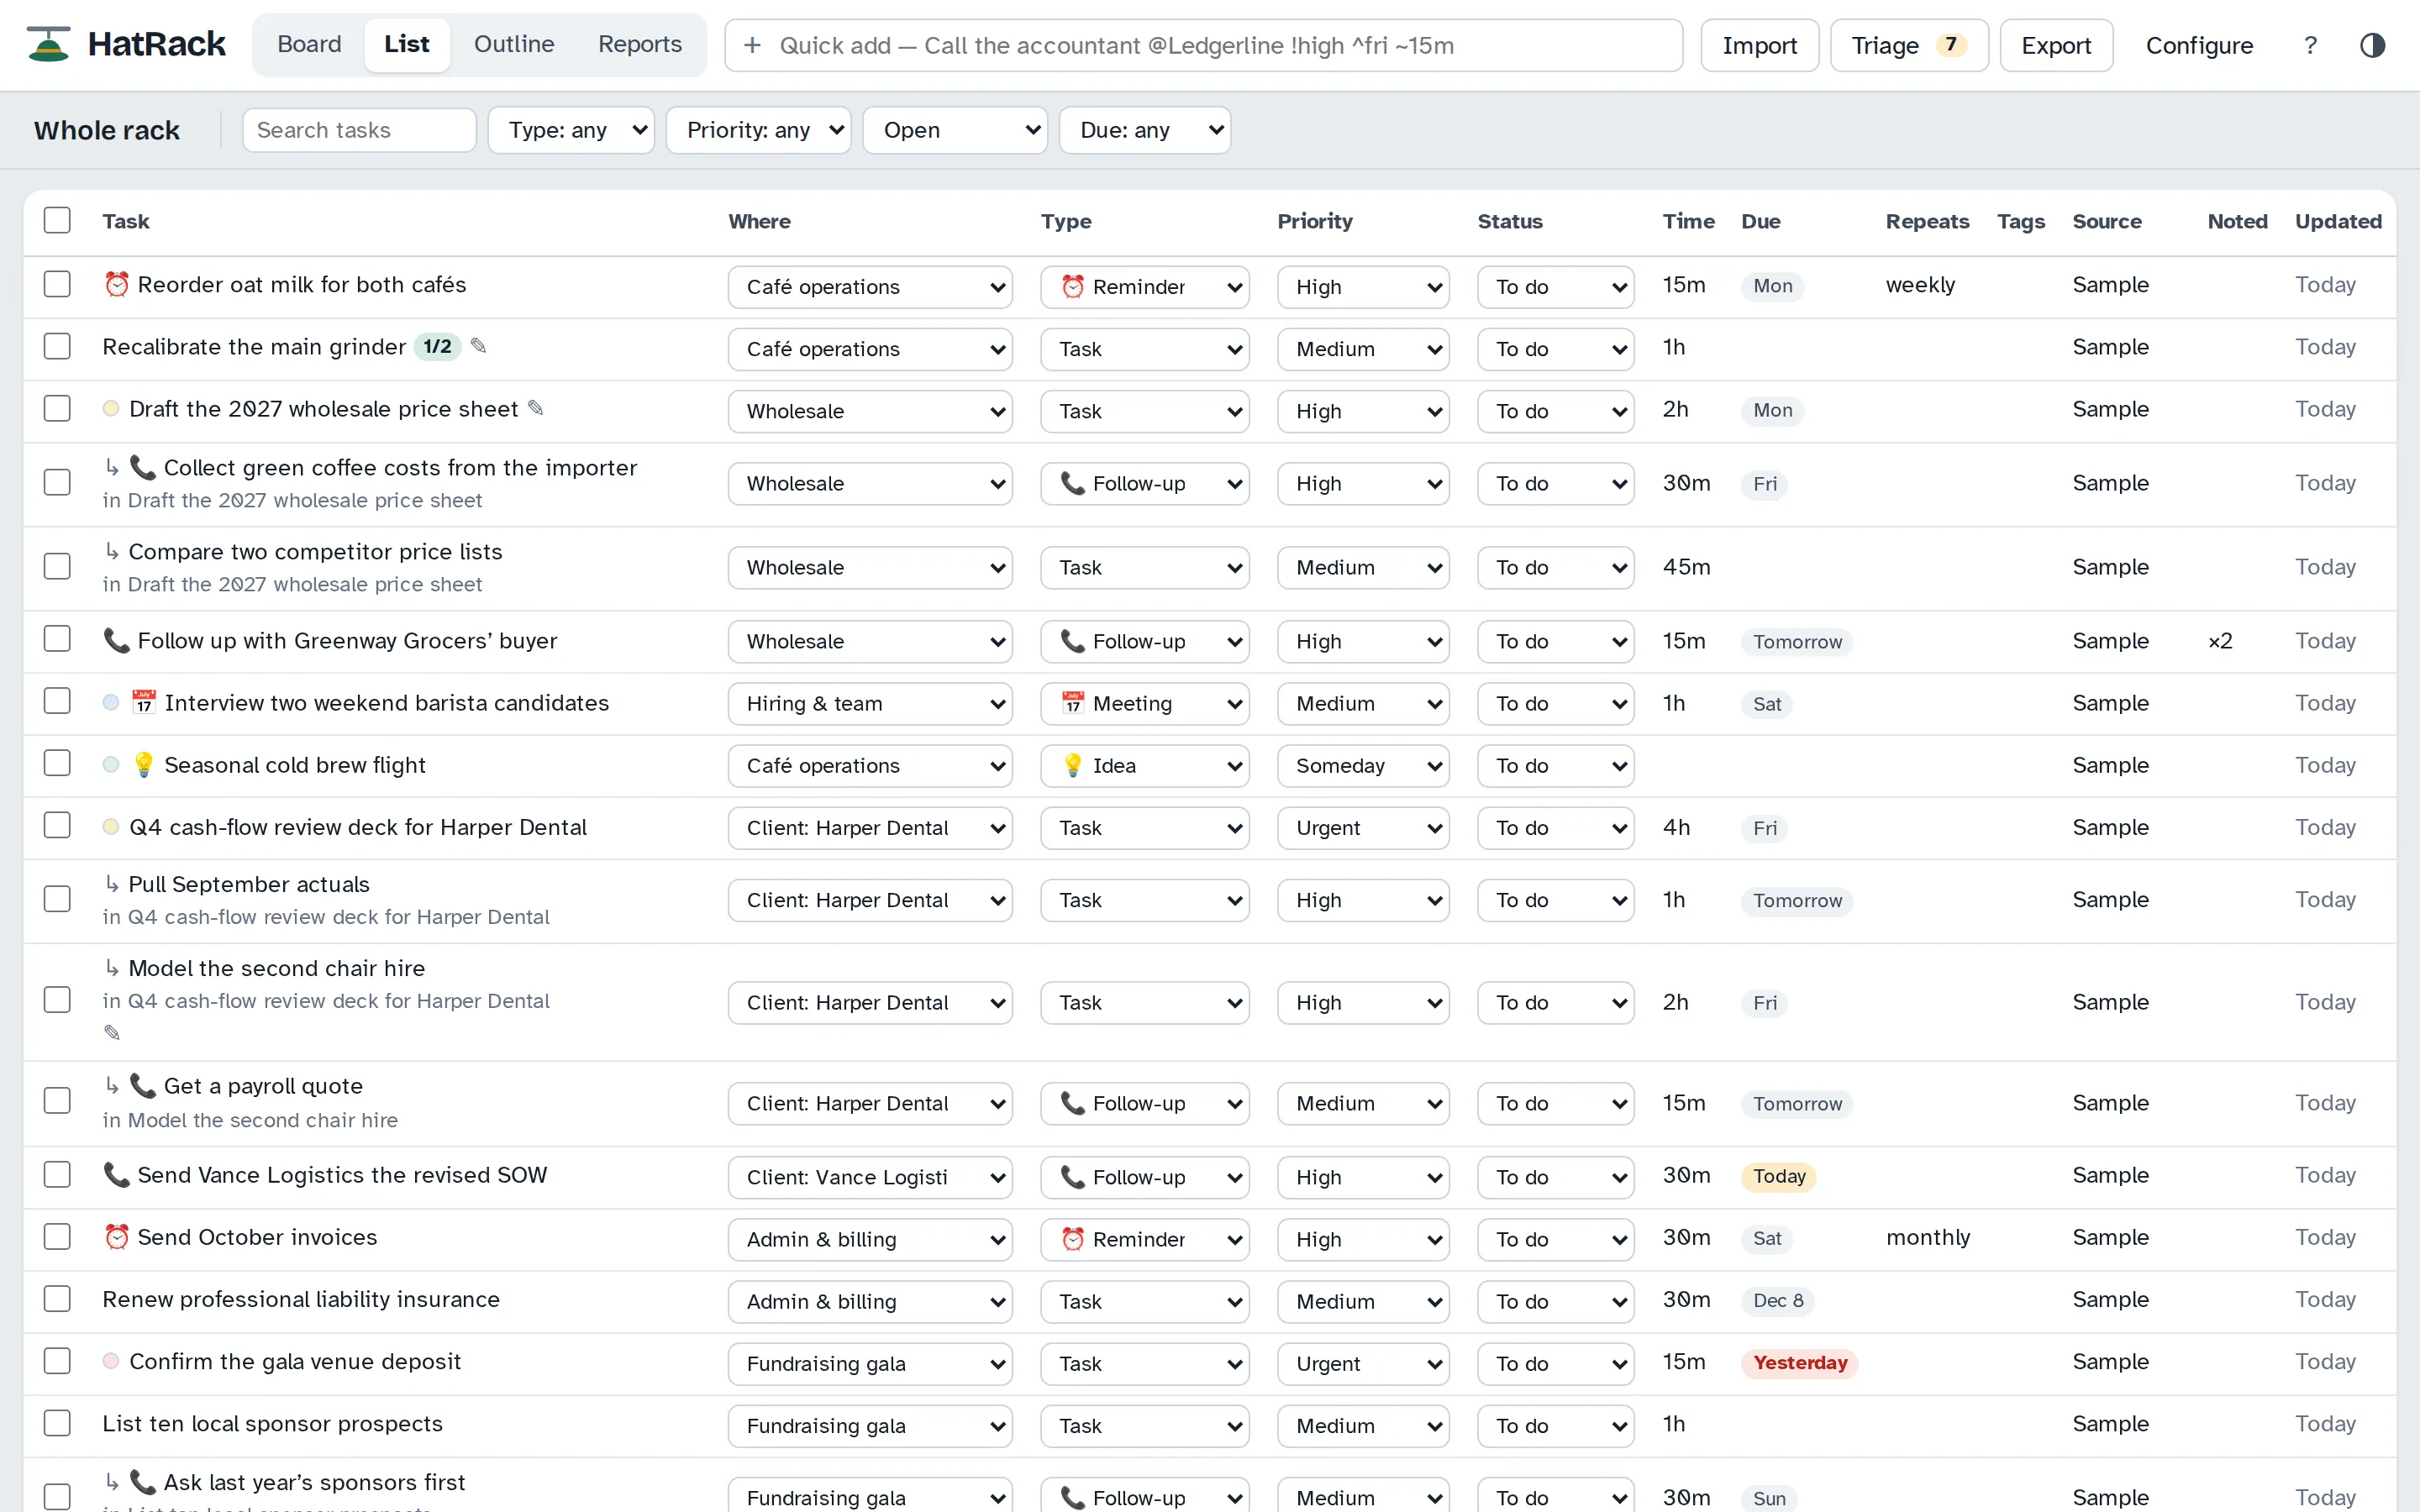 HatRack Board List Outline Reports + Quick add — Call the accountant @Ledgerline !high ^fri ~15m Import Triage 7 Export Configure ?
Whole rack Search tasks Type: any Priority: any Open Due: any
Task Where Type Priority Status Time Due Repeats Tags Source Noted Updated
⏰ Reorder oat milk for both cafés Café operations ⏰ Reminder High To do 15m Mon weekly Sample Today
Recalibrate the main grinder 1/2 ✎ Café operations Task Medium To do 1h Sample Today
Draft the 2027 wholesale price sheet ✎ Wholesale Task High To do 2h Mon Sample Today
↳ 📞 Collect green coffee costs from the importer Wholesale 📞 Follow-up High To do 30m Fri Sample Today
in Draft the 2027 wholesale price sheet
↳ Compare two competitor price lists Wholesale Task Medium To do 45m Sample Today
in Draft the 2027 wholesale price sheet
📞 Follow up with Greenway Grocers’ buyer Wholesale 📞 Follow-up High To do 15m Tomorrow Sample ×2 Today
📅 Interview two weekend barista candidates Hiring & team 📅 Meeting Medium To do 1h Sat Sample Today
💡 Seasonal cold brew flight Café operations 💡 Idea Someday To do Sample Today
Q4 cash-flow review deck for Harper Dental Client: Harper Dental Task Urgent To do 4h Fri Sample Today
↳ Pull September actuals Client: Harper Dental Task High To do 1h Tomorrow Sample Today
in Q4 cash-flow review deck for Harper Dental
↳ Model the second chair hire Client: Harper Dental Task High To do 2h Fri Sample Today
in Q4 cash-flow review deck for Harper Dental
✎
↳ 📞 Get a payroll quote Client: Harper Dental 📞 Follow-up Medium To do 15m Tomorrow Sample Today
in Model the second chair hire
📞 Send Vance Logistics the revised SOW Client: Vance Logisti 📞 Follow-up High To do 30m Today Sample Today
⏰ Send October invoices Admin & billing ⏰ Reminder High To do 30m Sat monthly Sample Today
Renew professional liability insurance Admin & billing Task Medium To do 30m Dec 8 Sample Today
Confirm the gala venue deposit Fundraising gala Task Urgent To do 15m Yesterday Sample Today
List ten local sponsor prospects Fundraising gala Task Medium To do 1h Sample Today
↳ 📞 Ask last year’s sponsors first Fundraising gala 📞 Follow-up Medium To do 30m Sun Sample Today